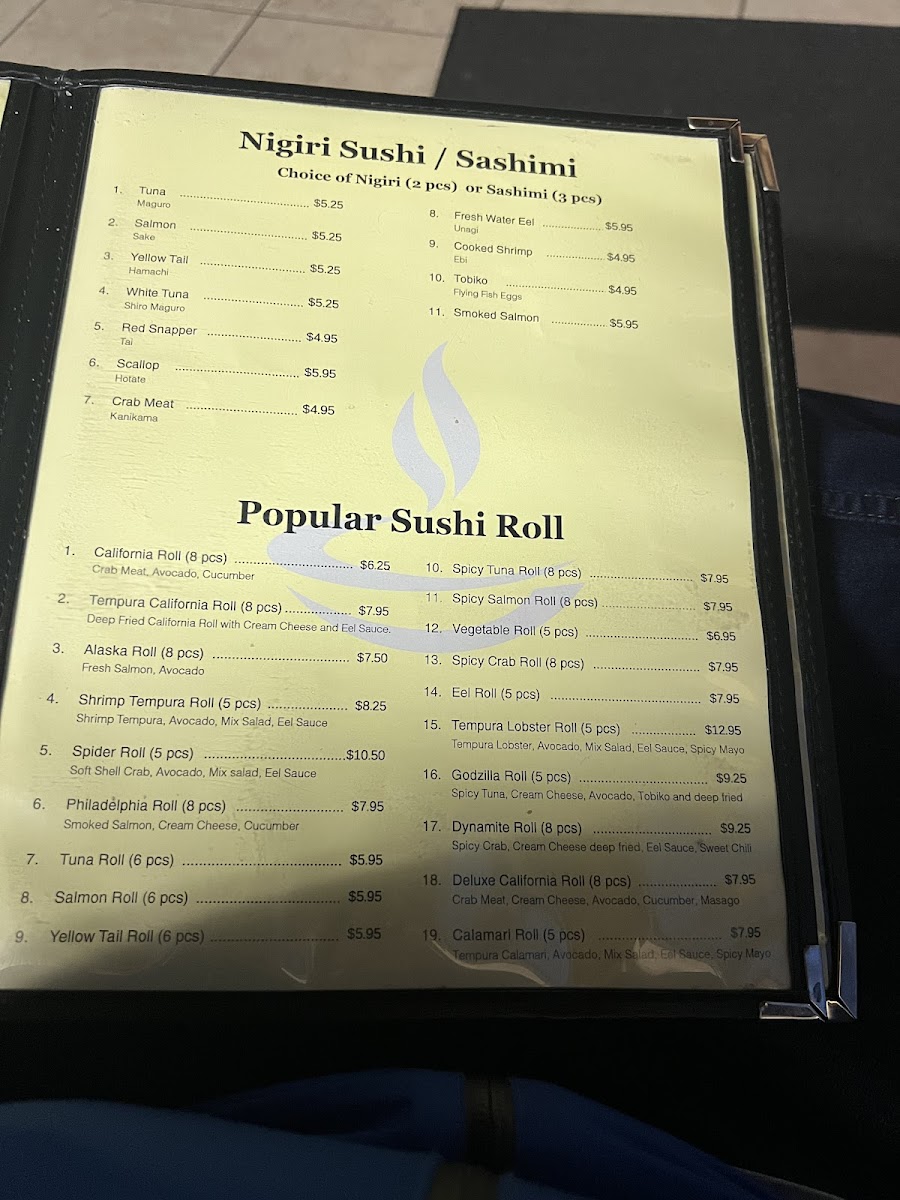 Nigiri Sushi / Sashimi
Choice of Nigiri (2 pcs) or Sashimi (3 pcs)
1. Tuna ........ $5.25
Maguro
2. Salmon ........ $5.25
Sake
3. Yellow Tail ........ $5.25
Hamachi
4. White Tuna ........ $5.25
Shiro Maguro
5. Red Snapper ........ $4.95
Tai
6. Scallop ........ $5.95
Hotate
7. Crab Meat ........ $4.95
Kanikama
8. Fresh Water Eel ........ $5.95
Unagi
9. Cooked Shrimp ........ $4.95
Ebi
10. Tobiko ........ $4.95
Flying Fish Eggs
11. Smoked Salmon ........ $5.95
Popular Sushi Roll
1. California Roll (8 pcs) ........ $6.25
Crab Meat, Avocado, Cucumber
2. Tempura California Roll (8 pcs) ........ $7.95
Deep Fried California Roll with Cream Cheese and Eel Sauce.
3. Alaska Roll (8 pcs) ........ $7.50
Fresh Salmon, Avocado
4. Shrimp Tempura Roll (5 pcs) ........ $8.25
Shrimp Tempura, Avocado, Mix Salad, Eel Sauce
5. Spider Roll (5 pcs) ........ $10.50
Soft Shell Crab, Avocado, Mix salad, Eel Sauce
6. Philadelphia Roll (8 pcs) ........ $7.95
Smoked Salmon, Cream Cheese, Cucumber
7. Tuna Roll (6 pcs) ........ $5.95
8. Salmon Roll (6 pcs) ........ $5.95
9. Yellow Tail Roll (6 pcs) ........ $5.95
10. Spicy Tuna Roll (8 pcs) ........ $7.95
11. Spicy Salmon Roll (8 pcs) ........ $7.95
12. Vegetable Roll (5 pcs) ........ $6.95
13. Spicy Crab Roll (8 pcs) ........ $7.95
14. Eel Roll (5 pcs) ........ $7.95
15. Tempura Lobster Roll (5 pcs) ........ $12.95
Tempura Lobster, Avocado, Mix Salad, Eel Sauce, Spicy Mayo
16. Godzilla Roll (5 pcs) ........ $9.25
Spicy Tuna, Cream Cheese, Avocado, Tobiko and deep fried
17. Dynamite Roll (8 pcs) ........ $9.25
Spicy Crab, Cream Cheese deep fried, Eel Sauce, Sweet Chili
18. Deluxe California Roll (8 pcs) ........ $7.95
Crab Meat, Cream Cheese, Avocado, Cucumber, Masago
19. Calamari Roll (5 pcs) ........ $7.95
Tempura Calamari, Avocado, Mix Salad, Eel Sauce, Spicy Mayo